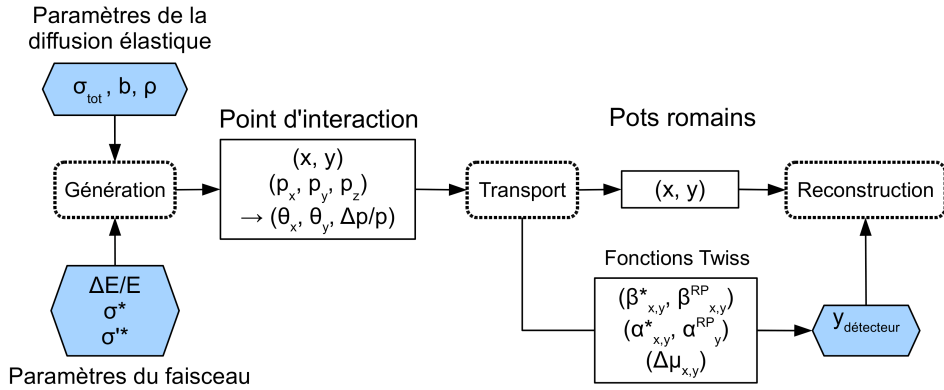 Paramètres de la
diffusion élastique
σtot , b, ρ
Génération
ΔE/E
σ*
σ'*
Paramètres du faisceau
Point d'interaction
(x, y)
(px, py, pz)
→ (θx, θy, Δp/p)
Transport
Pots romains
(x, y)
Reconstruction
Fonctions Twiss
(β*x,y, βRPx,y)
(α*x,y, αRPy)
(Δμx,y)
ydétecteur